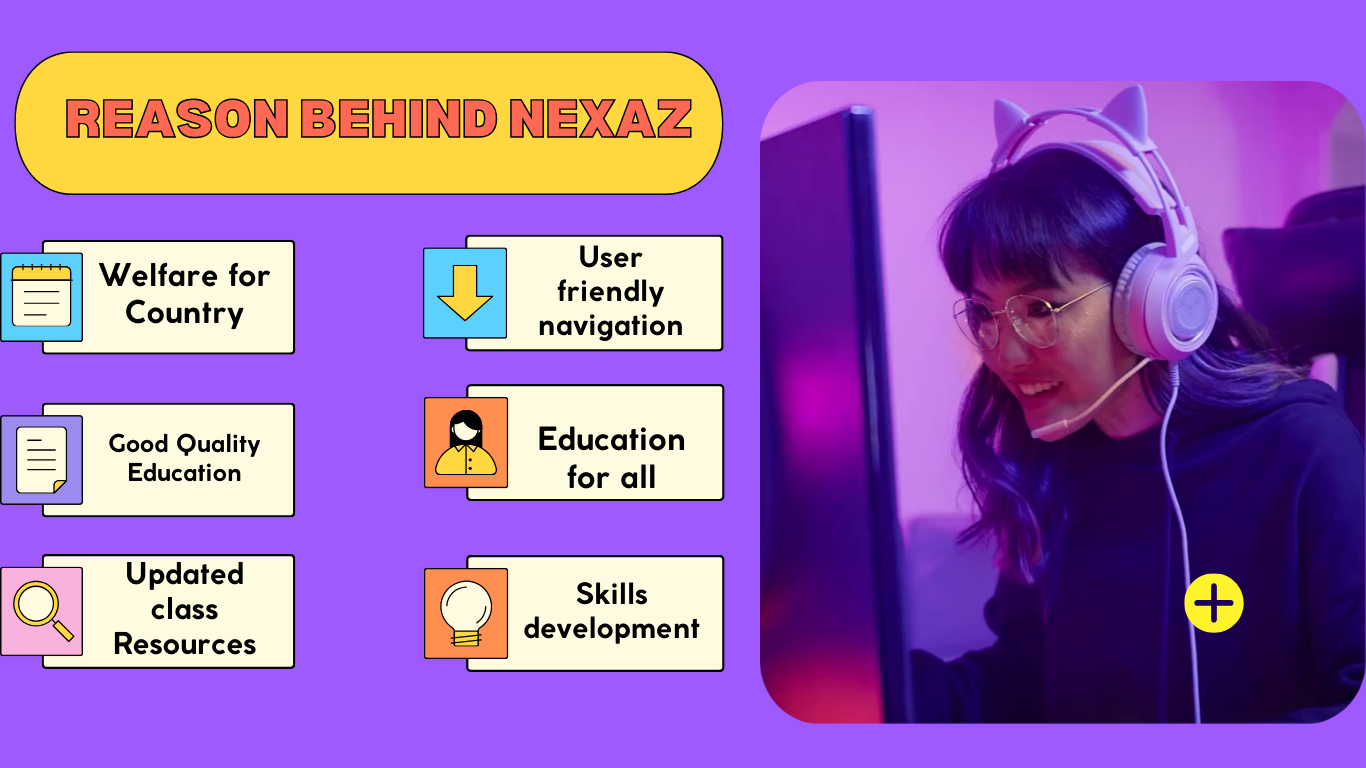 REASON BEHIND NEXAZ
Welfare for
Country
User
friendly
navigation
Good Quality
Education
Education
for all
Updated
class
Resources
Skills
development